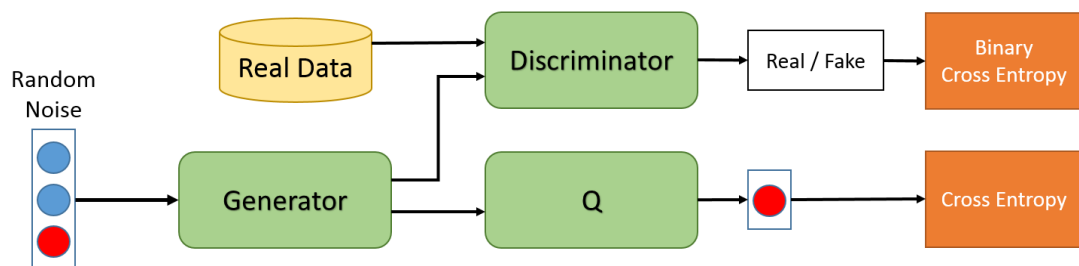 Real Data
Discriminator
Real / Fake
Binary
Cross Entropy
Random
Noise
Generator
Q
Cross Entropy